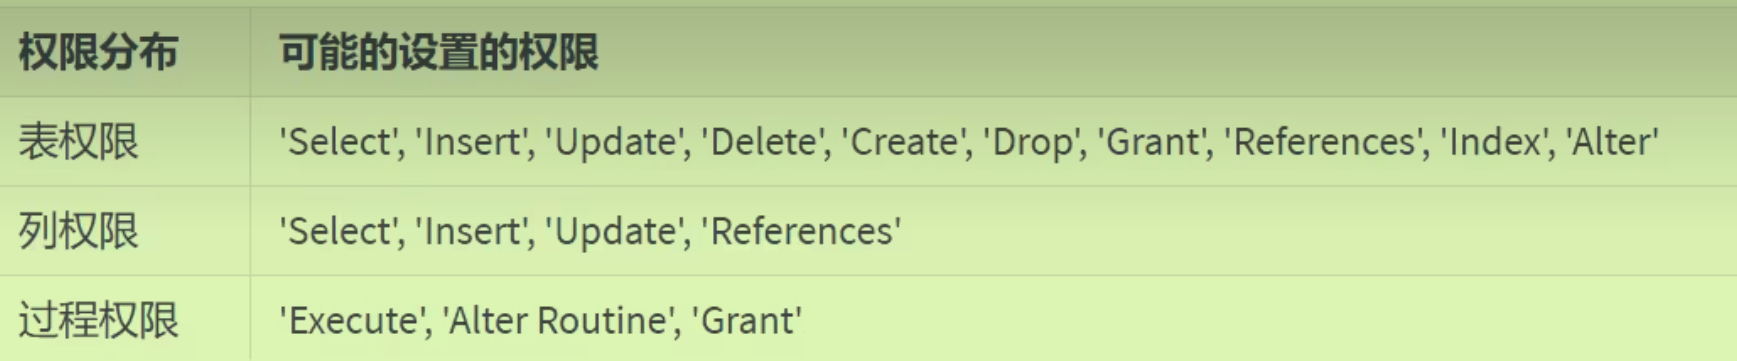 权限分布 可能的设置的权限
表权限 'Select', 'Insert', 'Update', 'Delete', 'Create', 'Drop', 'Grant', 'References', 'Index', 'Alter'
列权限 'Select', 'Insert', 'Update', 'References'
过程权限 'Execute', 'Alter Routine', 'Grant'